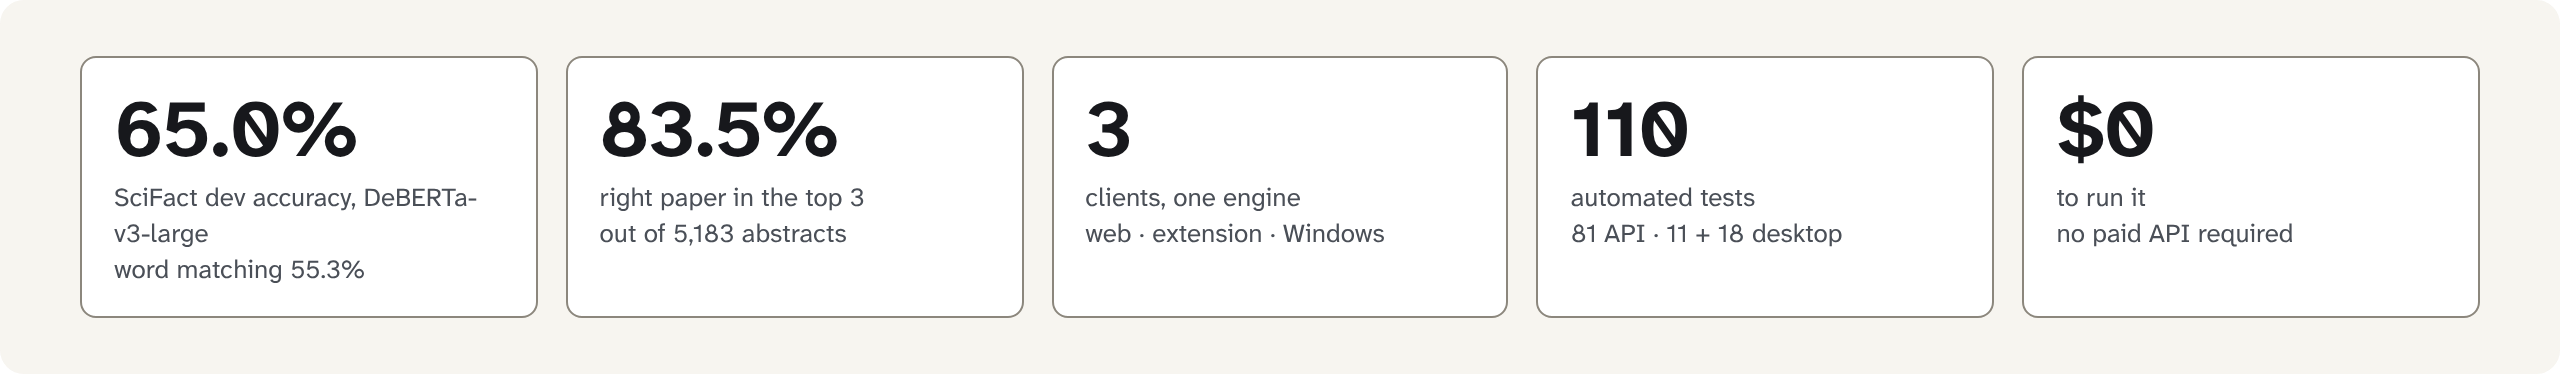 65.0%
SciFact dev accuracy, DeBERTa-
v3-large
word matching 55.3%
83.5%
right paper in the top 3
out of 5,183 abstracts
3
clients, one engine
web · extension · Windows
110
automated tests
81 API · 11 + 18 desktop
$0
to run it
no paid API required